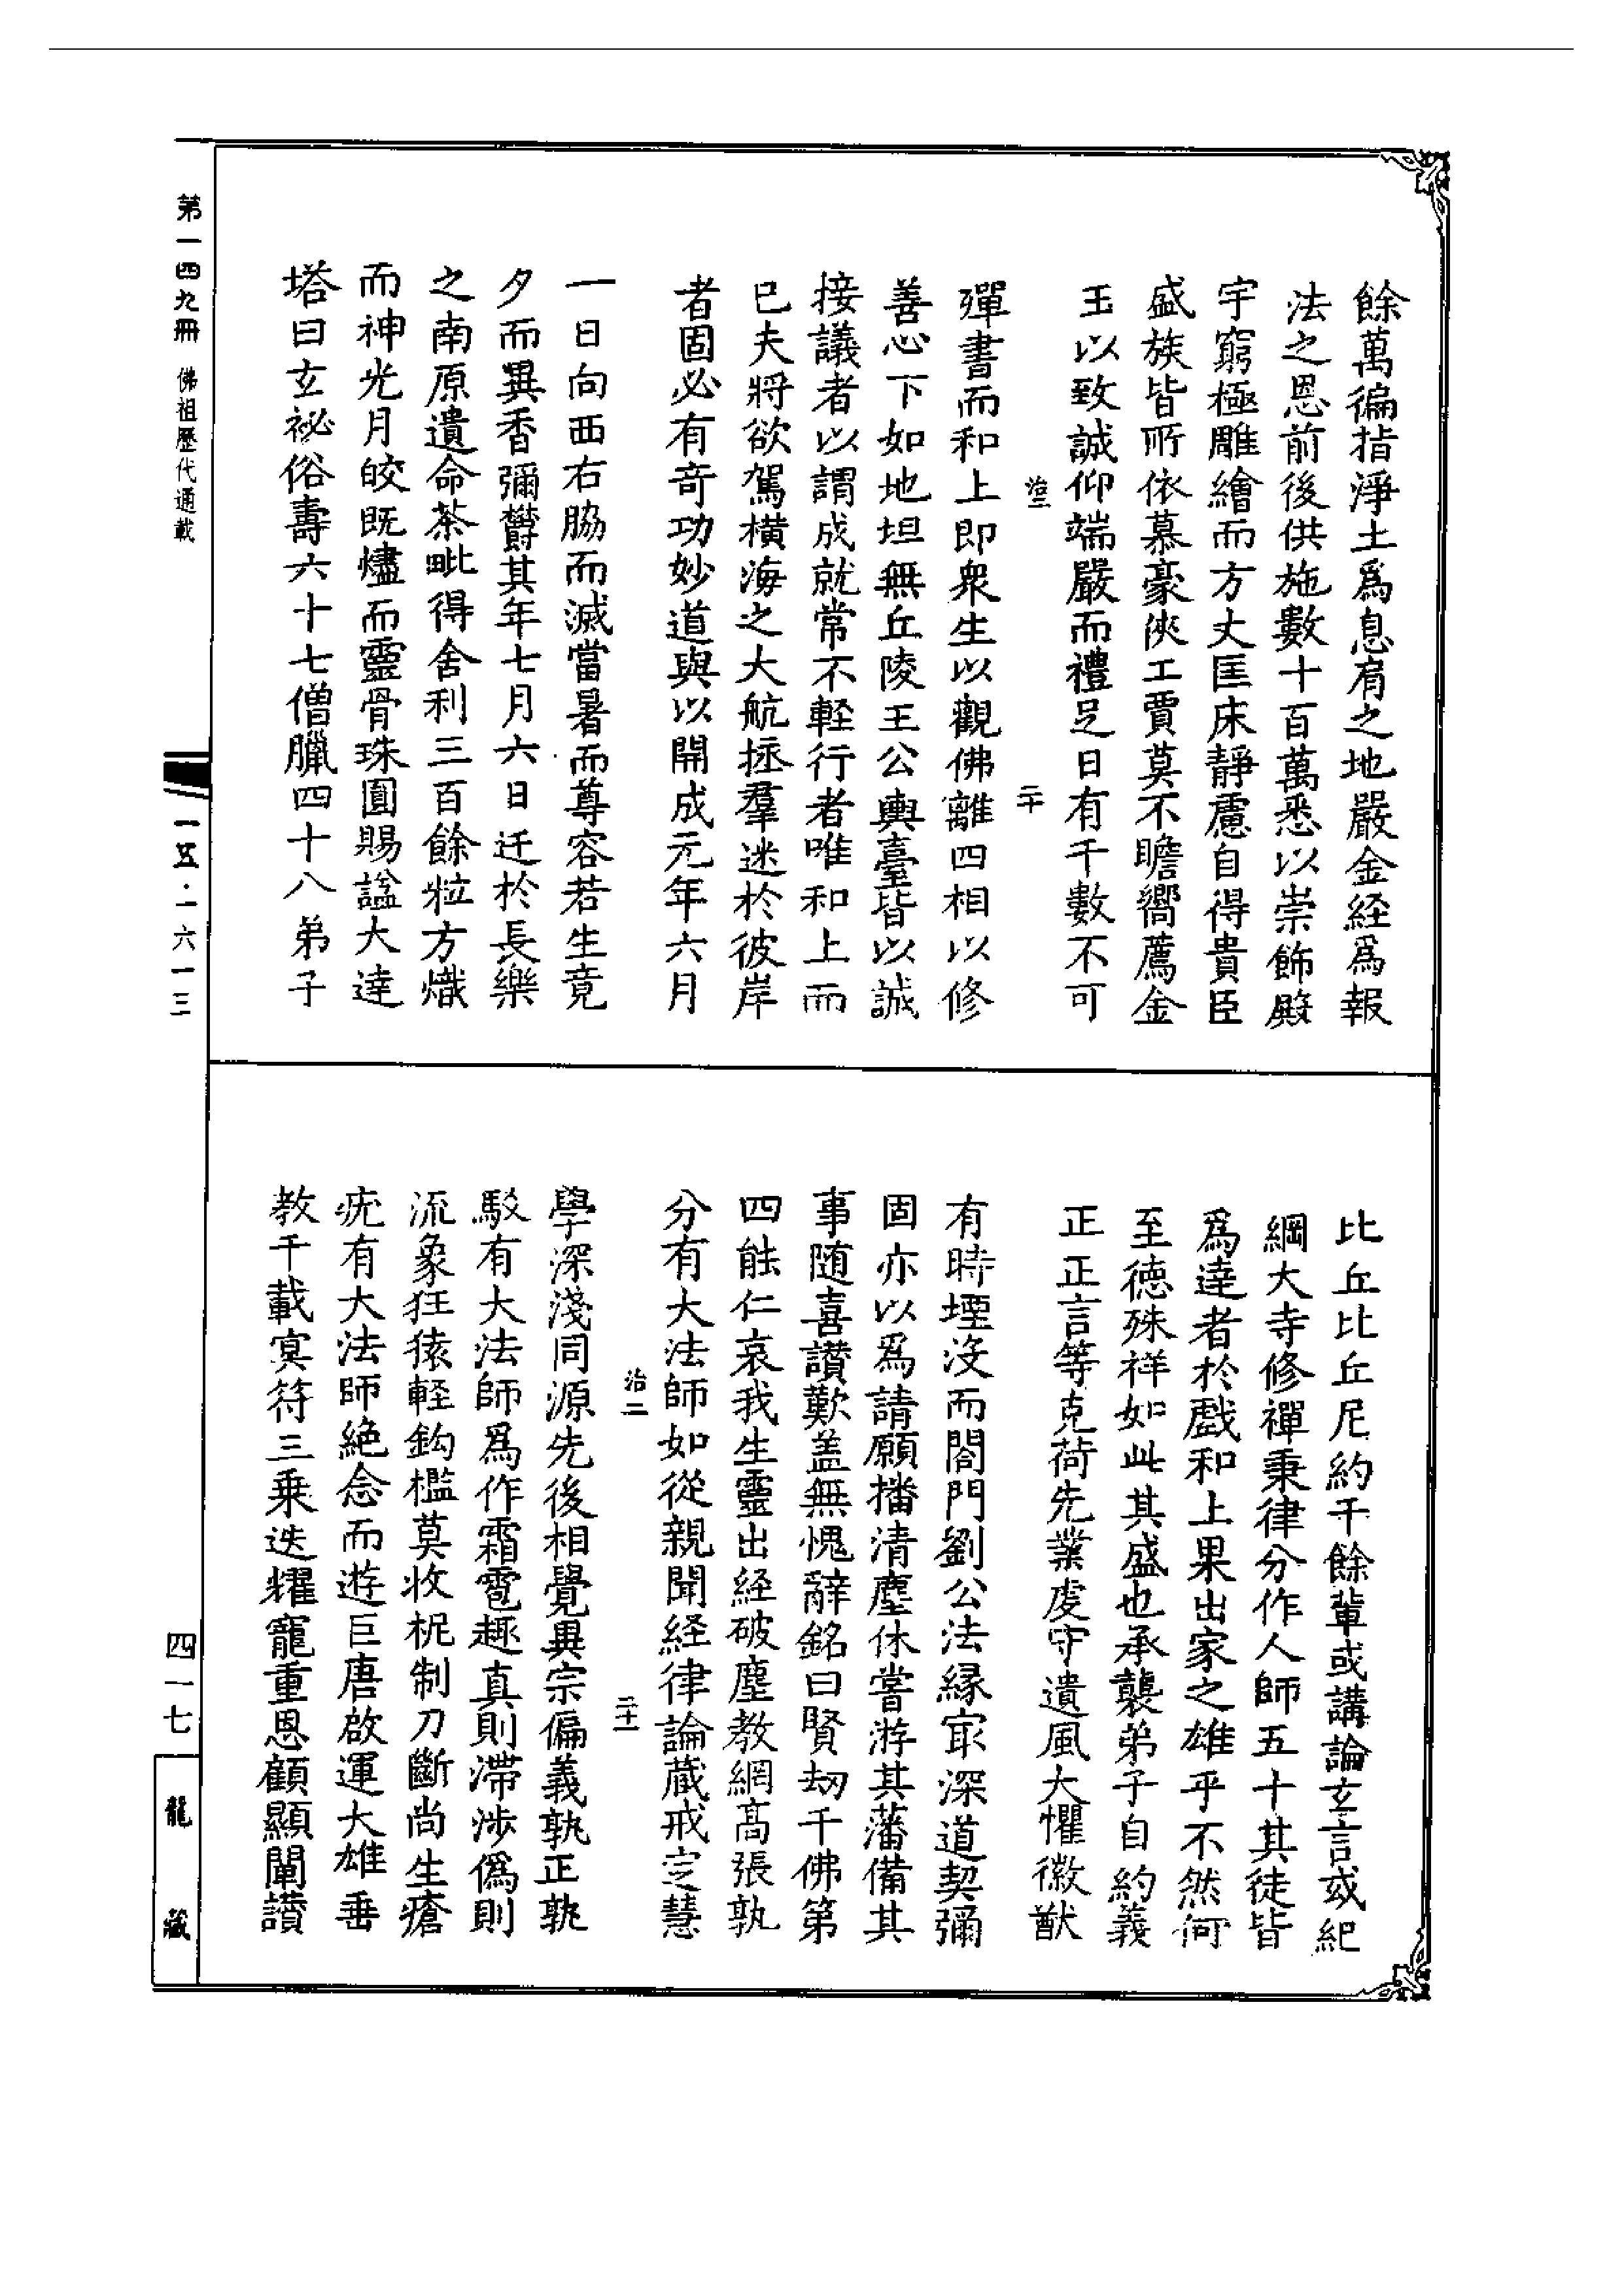 餘萬徧指淨土爲息肩之地嚴金経爲報
法之恩前後供施數十百萬悉以崇飾殿
宇窮極雕繪而方丈匡床靜慮自得貴臣
盛族皆所依慕豪俠工賈莫不瞻嚮薦金
玉以致誠仰端嚴而禮足日有千數不可
治二
二十
殫書而和上即衆生以觀佛離四相以修
善心下如地坦無丘陵王公輿臺皆以誠
接議者以謂成就常不軽行者唯和上而
已夫將欲駕橫海之大航拯羣迷於彼岸
者固必有奇功妙道與以開成元年六月
一日向西右脇而滅當暑而尊容若生竟
夕而異香彌欝其年七月六日迁於長樂
之南原遺命茶毗得舍利三百餘粒方熾
而神光月皎既燼而靈骨珠圓賜諡大達
塔曰玄祕俗壽六十七僧臘四十八弟子
比丘比丘尼約千餘輩或講論玄言或紀
綱大寺修禪秉律分作人師五十其徒皆
爲達者於戲和上果出家之雄乎不然何
至德殊祥如此其盛也承襲弟子自約義
正正言等克荷先業虔守遺風大懼徽猷
有時堙沒而閤門劉公法縁㝡深道契彌
固亦以爲請願播清塵休嘗游其藩備其
事随喜讃歎盖無愧辭銘曰賢刼千佛第
四能仁哀我生靈出経破塵教網髙張孰
分有大法師如從親聞経律論藏戒定慧
治二
二十一
學深淺同源先後相覺異宗偏義孰正孰
駁有大法師爲作霜雹趣真則滯涉僞則
流象狂猿軽鈎檻莫收柅制刀斷尚生瘡
疣有大法師絕念而遊巨唐啟運大雄垂
教千載㝠符三乗迭耀寵重恩顧顯闡讃
第一四九冊 佛祖歷代通載
一五·一六一三
四一七
龍藏